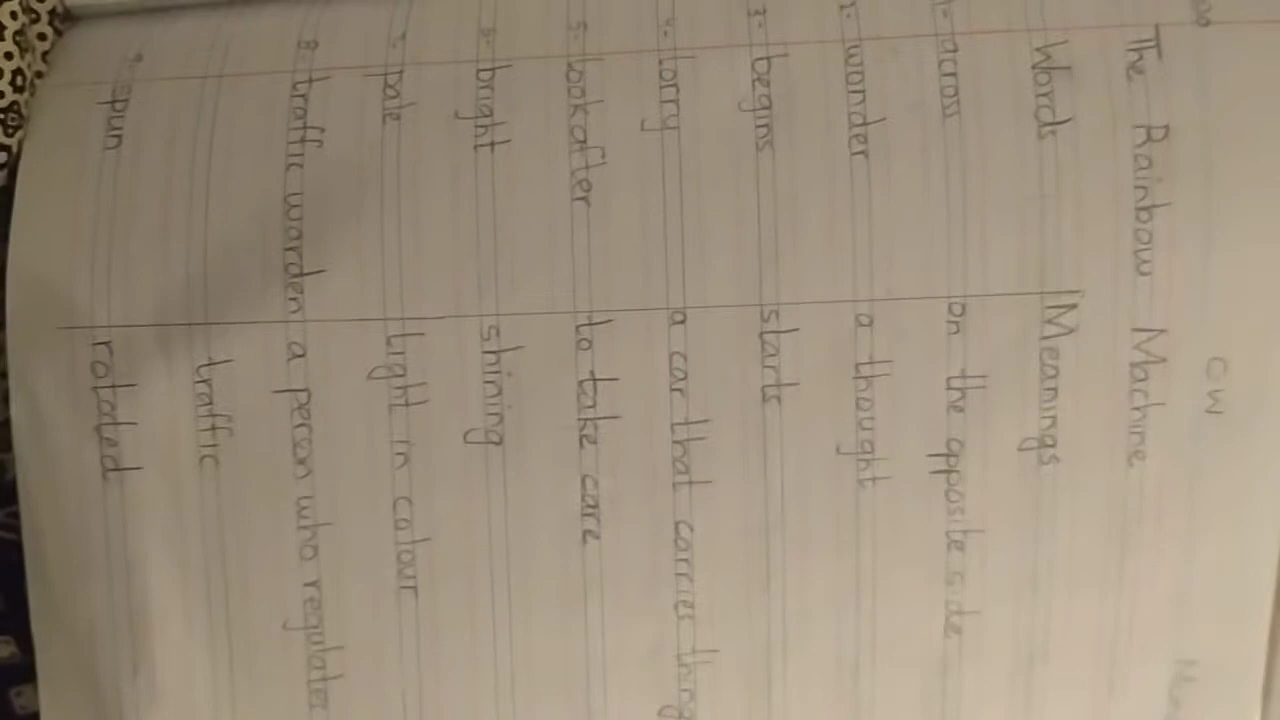 CW
The Rainbow Machine
Words Meanings
1- across on the opposite side
2- wonder a thought
3- begins starts
4- lorry a car that carries thing
5- look after to take care
bright shining
7- pale light in colour
8- traffic warden a person who regulates
traffic
9- spun rotated